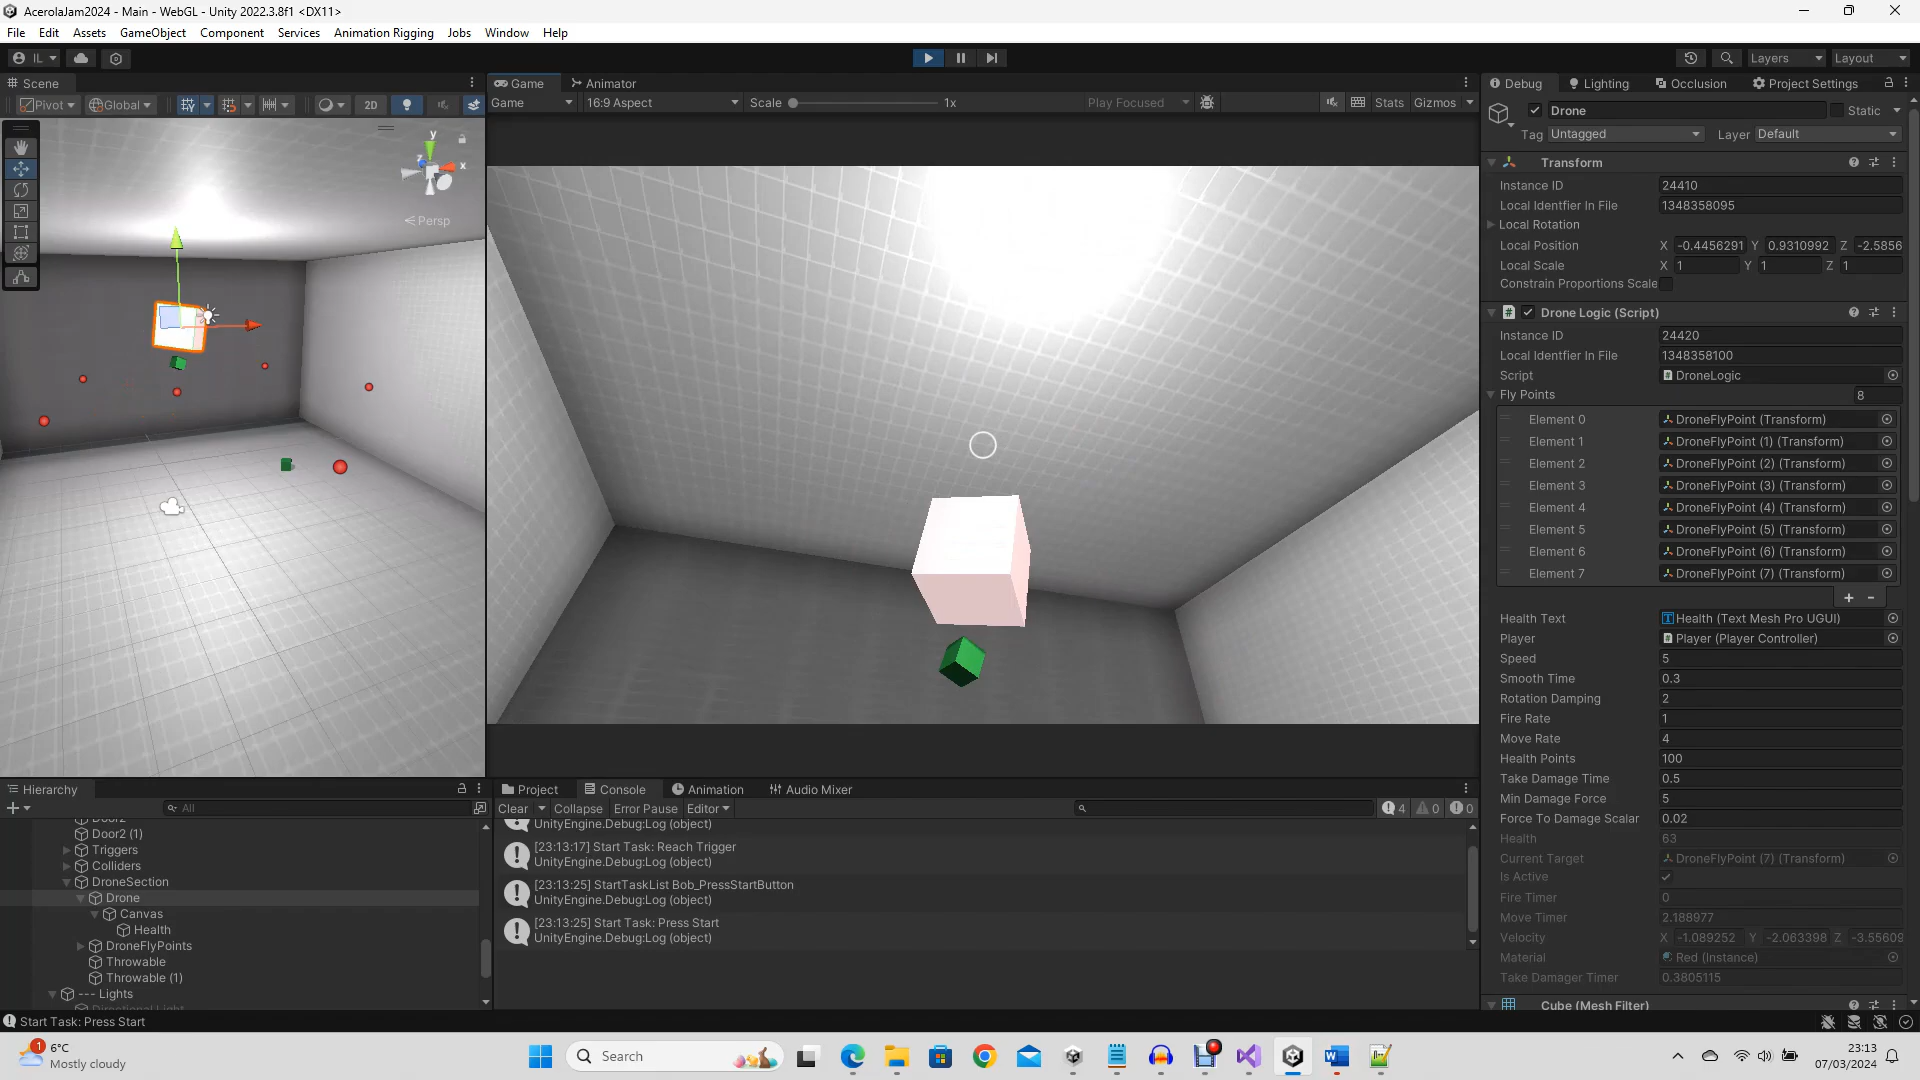 AcerolaJam2024 - Main - WebGL - Unity 2022.3.8f1 <DX11>
File Edit Assets GameObject Component Services Animation Rigging Jobs Window Help
IL Layers Layout
Scene
Pivot Global 2D
y
x
z
Persp
Game Animator
Game 16:9 Aspect Scale 1x Play Focused Stats Gizmos
Debug Lighting Occlusion Project Settings
Drone Static
Tag Untagged Layer Default
Transform
Instance ID 24410
Local Identfier In File 1348358095
Local Rotation
Local Position X -0.4456291 Y 0.9310992 Z -2.5856
Local Scale X 1 Y 1 Z 1
Constrain Proportions Scale
Drone Logic (Script)
Instance ID 24420
Local Identfier In File 1348358100
Script DroneLogic
Fly Points 8
Element 0 DroneFlyPoint (Transform)
Element 1 DroneFlyPoint (1) (Transform)
Element 2 DroneFlyPoint (2) (Transform)
Element 3 DroneFlyPoint (3) (Transform)
Element 4 DroneFlyPoint (4) (Transform)
Element 5 DroneFlyPoint (5) (Transform)
Element 6 DroneFlyPoint (6) (Transform)
Element 7 DroneFlyPoint (7) (Transform)
+ -
Health Text Health (Text Mesh Pro UGUI)
Player Player (Player Controller)
Speed 5
Smooth Time 0.3
Rotation Damping 2
Fire Rate 1
Move Rate 4
Health Points 100
Take Damage Time 0.5
Min Damage Force 5
Force To Damage Scalar 0.02
Health 63
Current Target DroneFlyPoint (7) (Transform)
Is Active
Fire Timer 0
Move Timer 2.188977
Velocity X -1.089252 Y -2.063398 Z -3.55609
Material Red (Instance)
Take Damager Timer 0.3805115
Cube (Mesh Filter)
Hierarchy
All
Door2
Door2 (1)
Triggers
Colliders
DroneSection
Drone
Canvas
Health
DroneFlyPoints
Throwable
Throwable (1)
--- Lights
Directional Light
Project Console Animation Audio Mixer
Clear Collapse Error Pause Editor 4 0 0
UnityEngine.Debug:Log (object)
[23:13:17] Start Task: Reach Trigger
UnityEngine.Debug:Log (object)
[23:13:25] StartTaskList Bob_PressStartButton
UnityEngine.Debug:Log (object)
[23:13:25] Start Task: Press Start
UnityEngine.Debug:Log (object)
Start Task: Press Start
1
6°C
Mostly cloudy
Search
23:13
07/03/2024